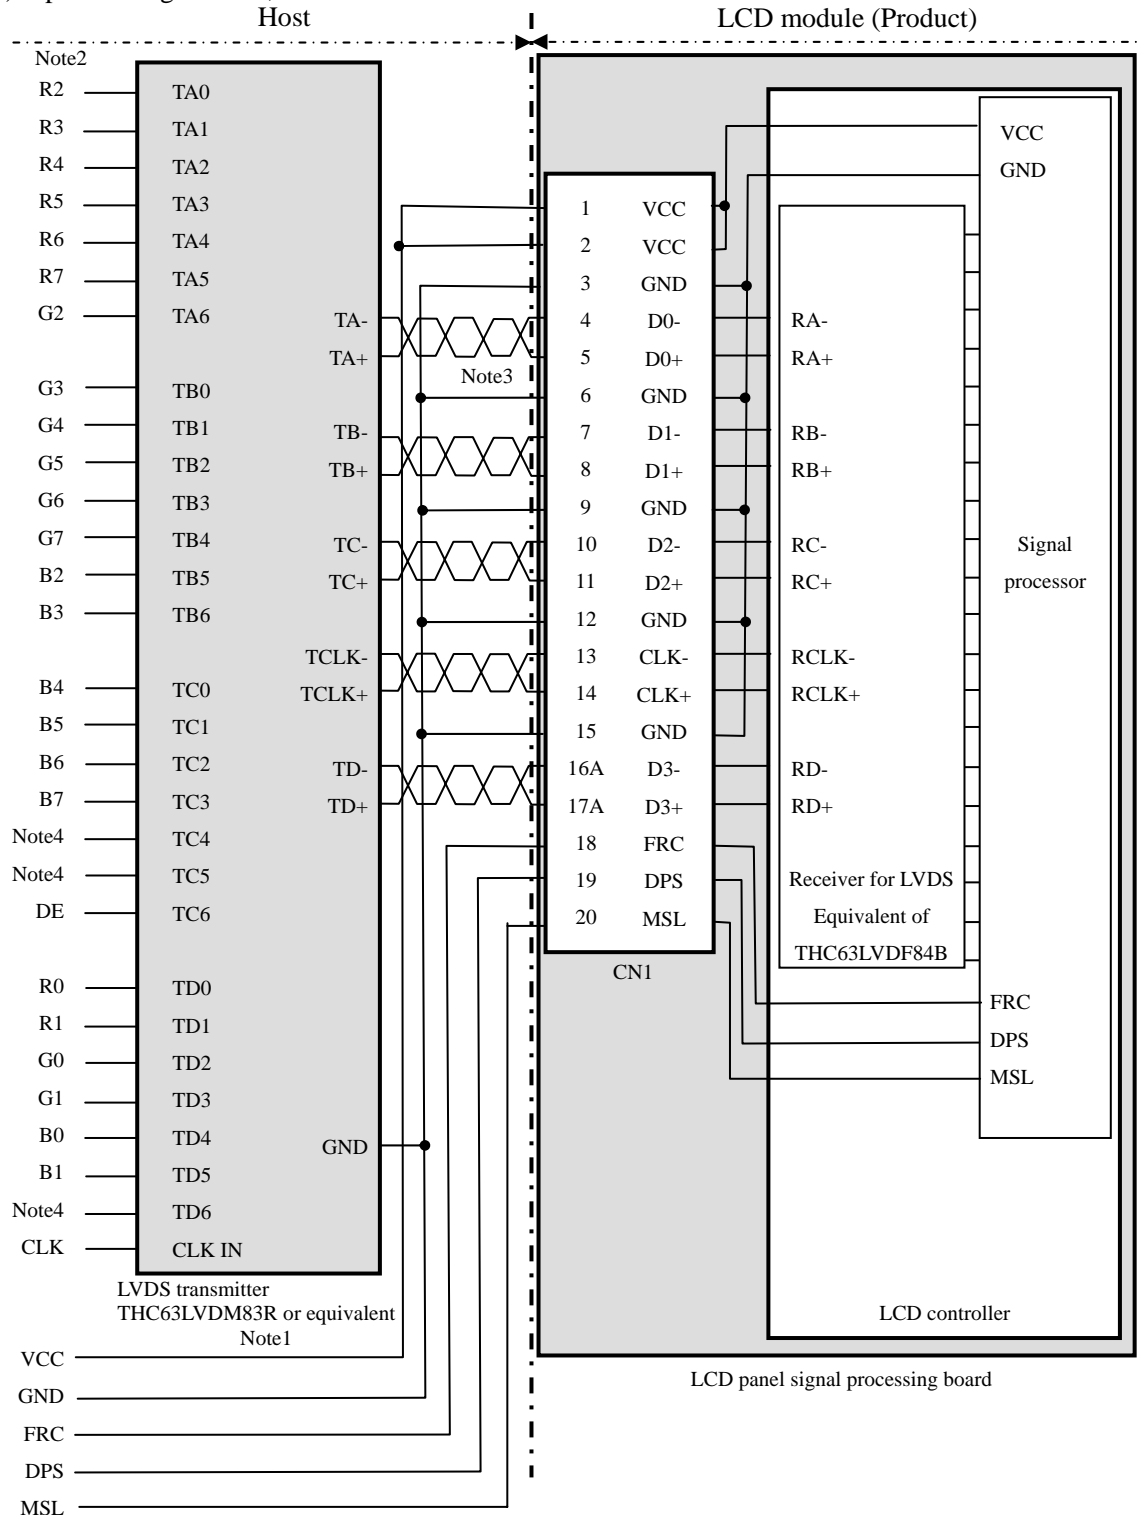 Host LCD module (Product)
Note2
R2 TA0
R3 TA1
R4 TA2
R5 TA3
R6 TA4
R7 TA5
G2 TA6
G3 TB0
G4 TB1
G5 TB2
G6 TB3
G7 TB4
B2 TB5
B3 TB6
B4 TC0
B5 TC1
B6 TC2
B7 TC3
Note4 TC4
Note4 TC5
DE TC6
R0 TD0
R1 TD1
G0 TD2
G1 TD3
B0 TD4
B1 TD5
Note4 TD6
CLK CLK IN
TA-
TA+
TB-
TB+
TC-
TC+
TCLK-
TCLK+
TD-
TD+
GND
Note3
LVDS transmitter
THC63LVDM83R or equivalent
Note1
VCC
GND
FRC
DPS
MSL
1 VCC
2 VCC
3 GND
4 D0-
5 D0+
6 GND
7 D1-
8 D1+
9 GND
10 D2-
11 D2+
12 GND
13 CLK-
14 CLK+
15 GND
16A D3-
17A D3+
18 FRC
19 DPS
20 MSL
CN1
RA-
RA+
RB-
RB+
RC-
RC+
RCLK-
RCLK+
RD-
RD+
Receiver for LVDS
Equivalent of
THC63LVDF84B
VCC
GND
Signal
processor
FRC
DPS
MSL
LCD controller
LCD panel signal processing board